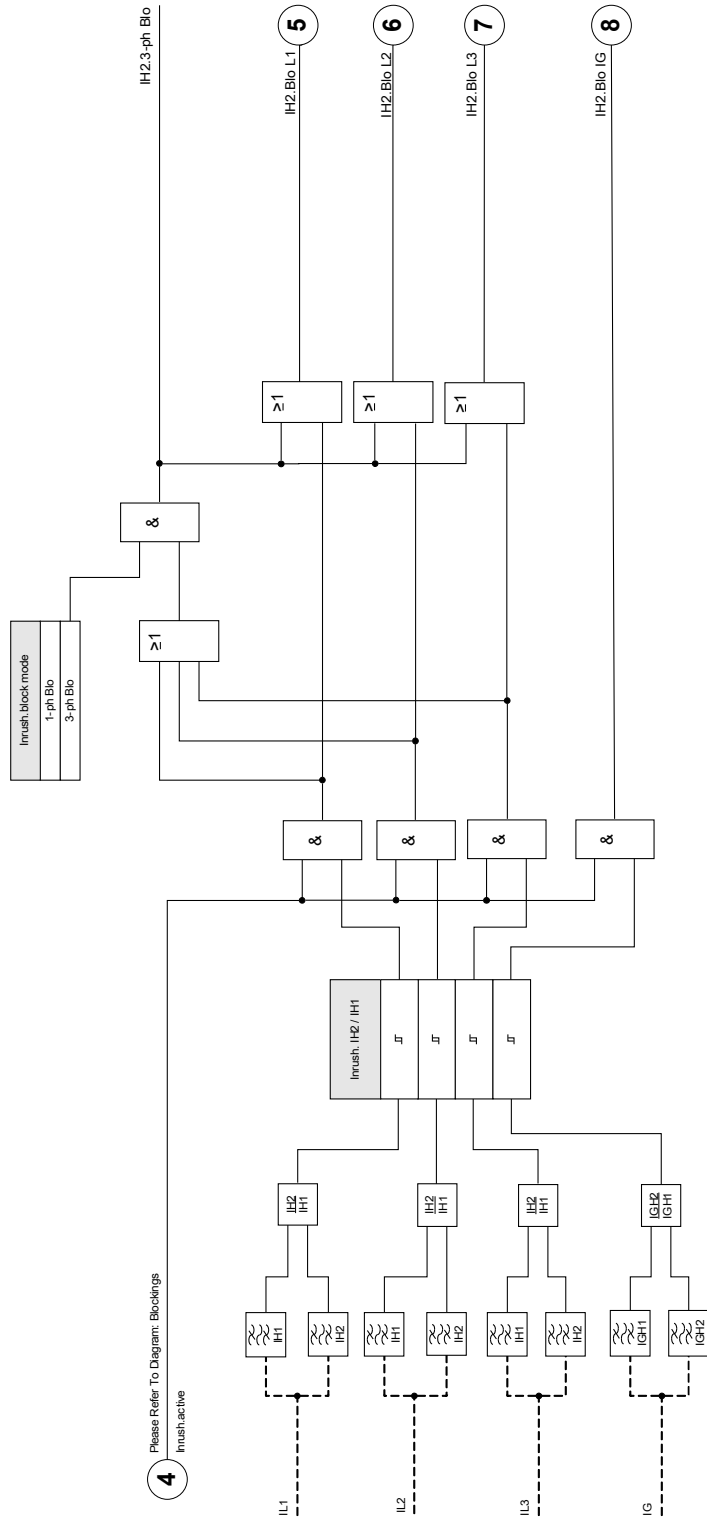 4
Please Refer To Diagram: Blockings
Inrush.active
IL1
IL2
IL3
IG
IH1
IH2
IH1
IH2
IH1
IH2
IGH1
IGH2
IH2
IH1
IH2
IH1
IH2
IH1
IGH2
IGH1
Inrush. IH2 / IH1
&
&
&
&
Inrush.block mode
1-ph Blo
3-ph Blo
≥1
&
≥1
≥1
≥1
IH2.3-ph Blo
IH2.Blo L1
5
IH2.Blo L2
6
IH2.Blo L3
7
IH2.Blo IG
8